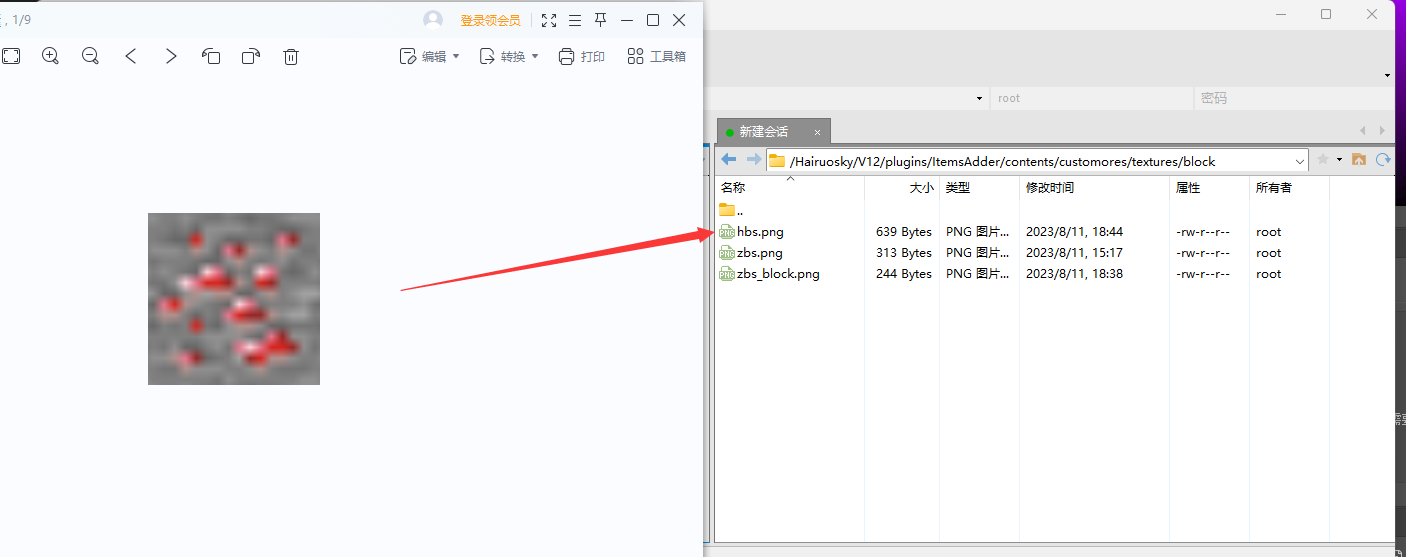 , 1/9
登录领会员
编辑
转换
打印
工具箱
root
密码
新建会话
/Hairuosky/V12/plugins/ItemsAdder/contents/customores/textures/block
名称 大小 类型 修改时间 属性 所有者
..
hbs.png 639 Bytes PNG 图片... 2023/8/11, 18:44 -rw-r--r-- root
zbs.png 313 Bytes PNG 图片... 2023/8/11, 15:17 -rw-r--r-- root
zbs_block.png 244 Bytes PNG 图片... 2023/8/11, 18:38 -rw-r--r-- root